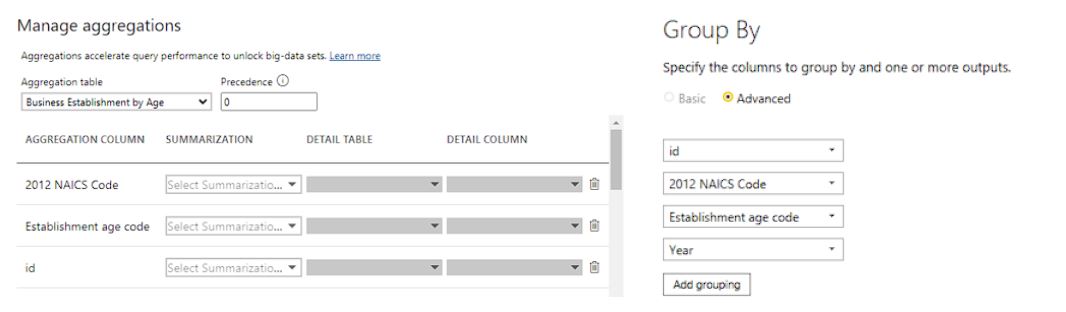 Manage aggregations
Aggregations accelerate query performance to unlock big-data sets. Learn more
Aggregation table Precedence
Business Establishment by Age 0
AGGREGATION COLUMN SUMMARIZATION DETAIL TABLE DETAIL COLUMN
2012 NAICS Code Select Summarizatio...
Establishment age code Select Summarizatio...
id Select Summarizatio...
Group By
Specify the columns to group by and one or more outputs.
Basic Advanced
id
2012 NAICS Code
Establishment age code
Year
Add grouping